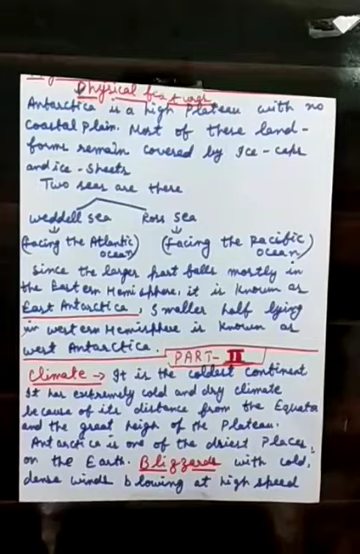 Physical features
Antarctica is a high Plateau with no
Coastal Plain. Most of these land-
forms remain covered by Ice-caps
and ice-sheets
Two seas are there
Weddell Sea Ross Sea
(facing the Atlantic Ocean) (facing the pacific Ocean)
Since the larger part falls mostly in
the Eastern Hemisphere, it is known as
East Antarctica. Smaller half lying
in western Hemisphere is known as
west Antarctica.
PART-II
Climate → It is the coldest continent
It has extremely cold and dry climate
because of its distance from the Equator
and the great heigh of the Plateau.
Antarctica is one of the driest Places,
on the Earth. Blizzards with cold,
dense winds blowing at high speed